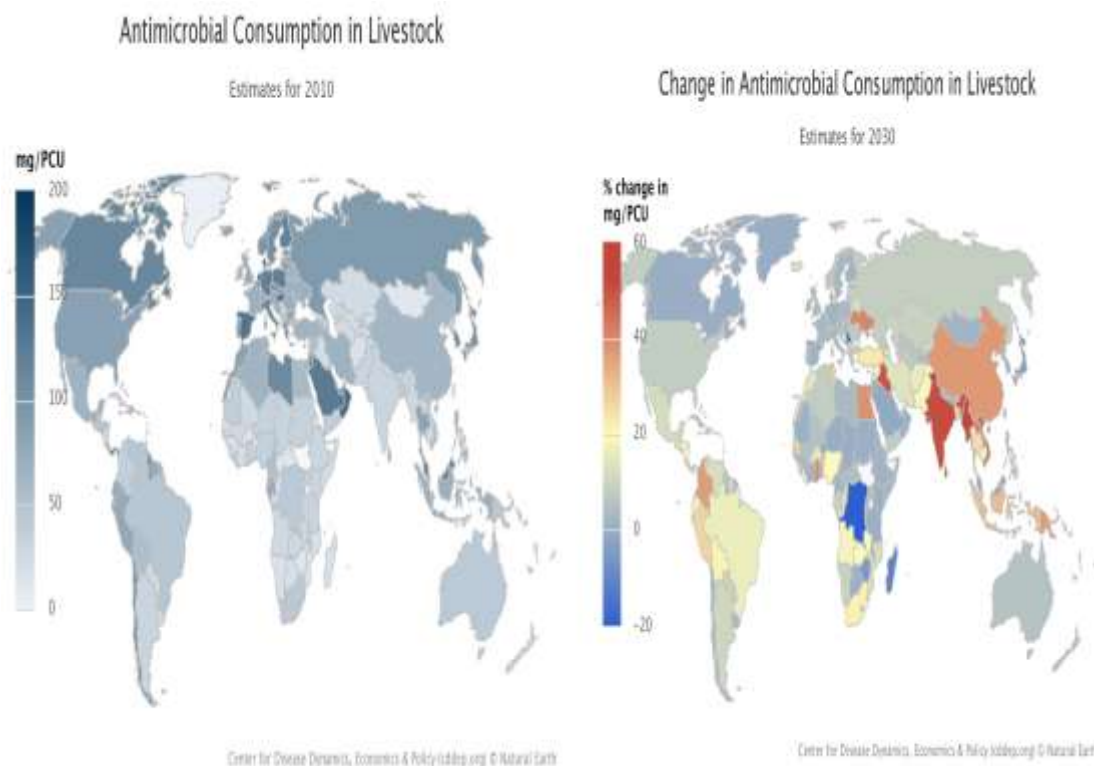 Antimicrobial Consumption in Livestock
Estimates for 2010
mg/PCU
200
150
100
50
0
Center for Disease Dynamics, Economics & Policy (cddep.org) © Natural Earth
Change in Antimicrobial Consumption in Livestock
Estimates for 2030
% change in
mg/PCU
60
40
20
0
-20
Center for Disease Dynamics, Economics & Policy (cddep.org) © Natural Earth